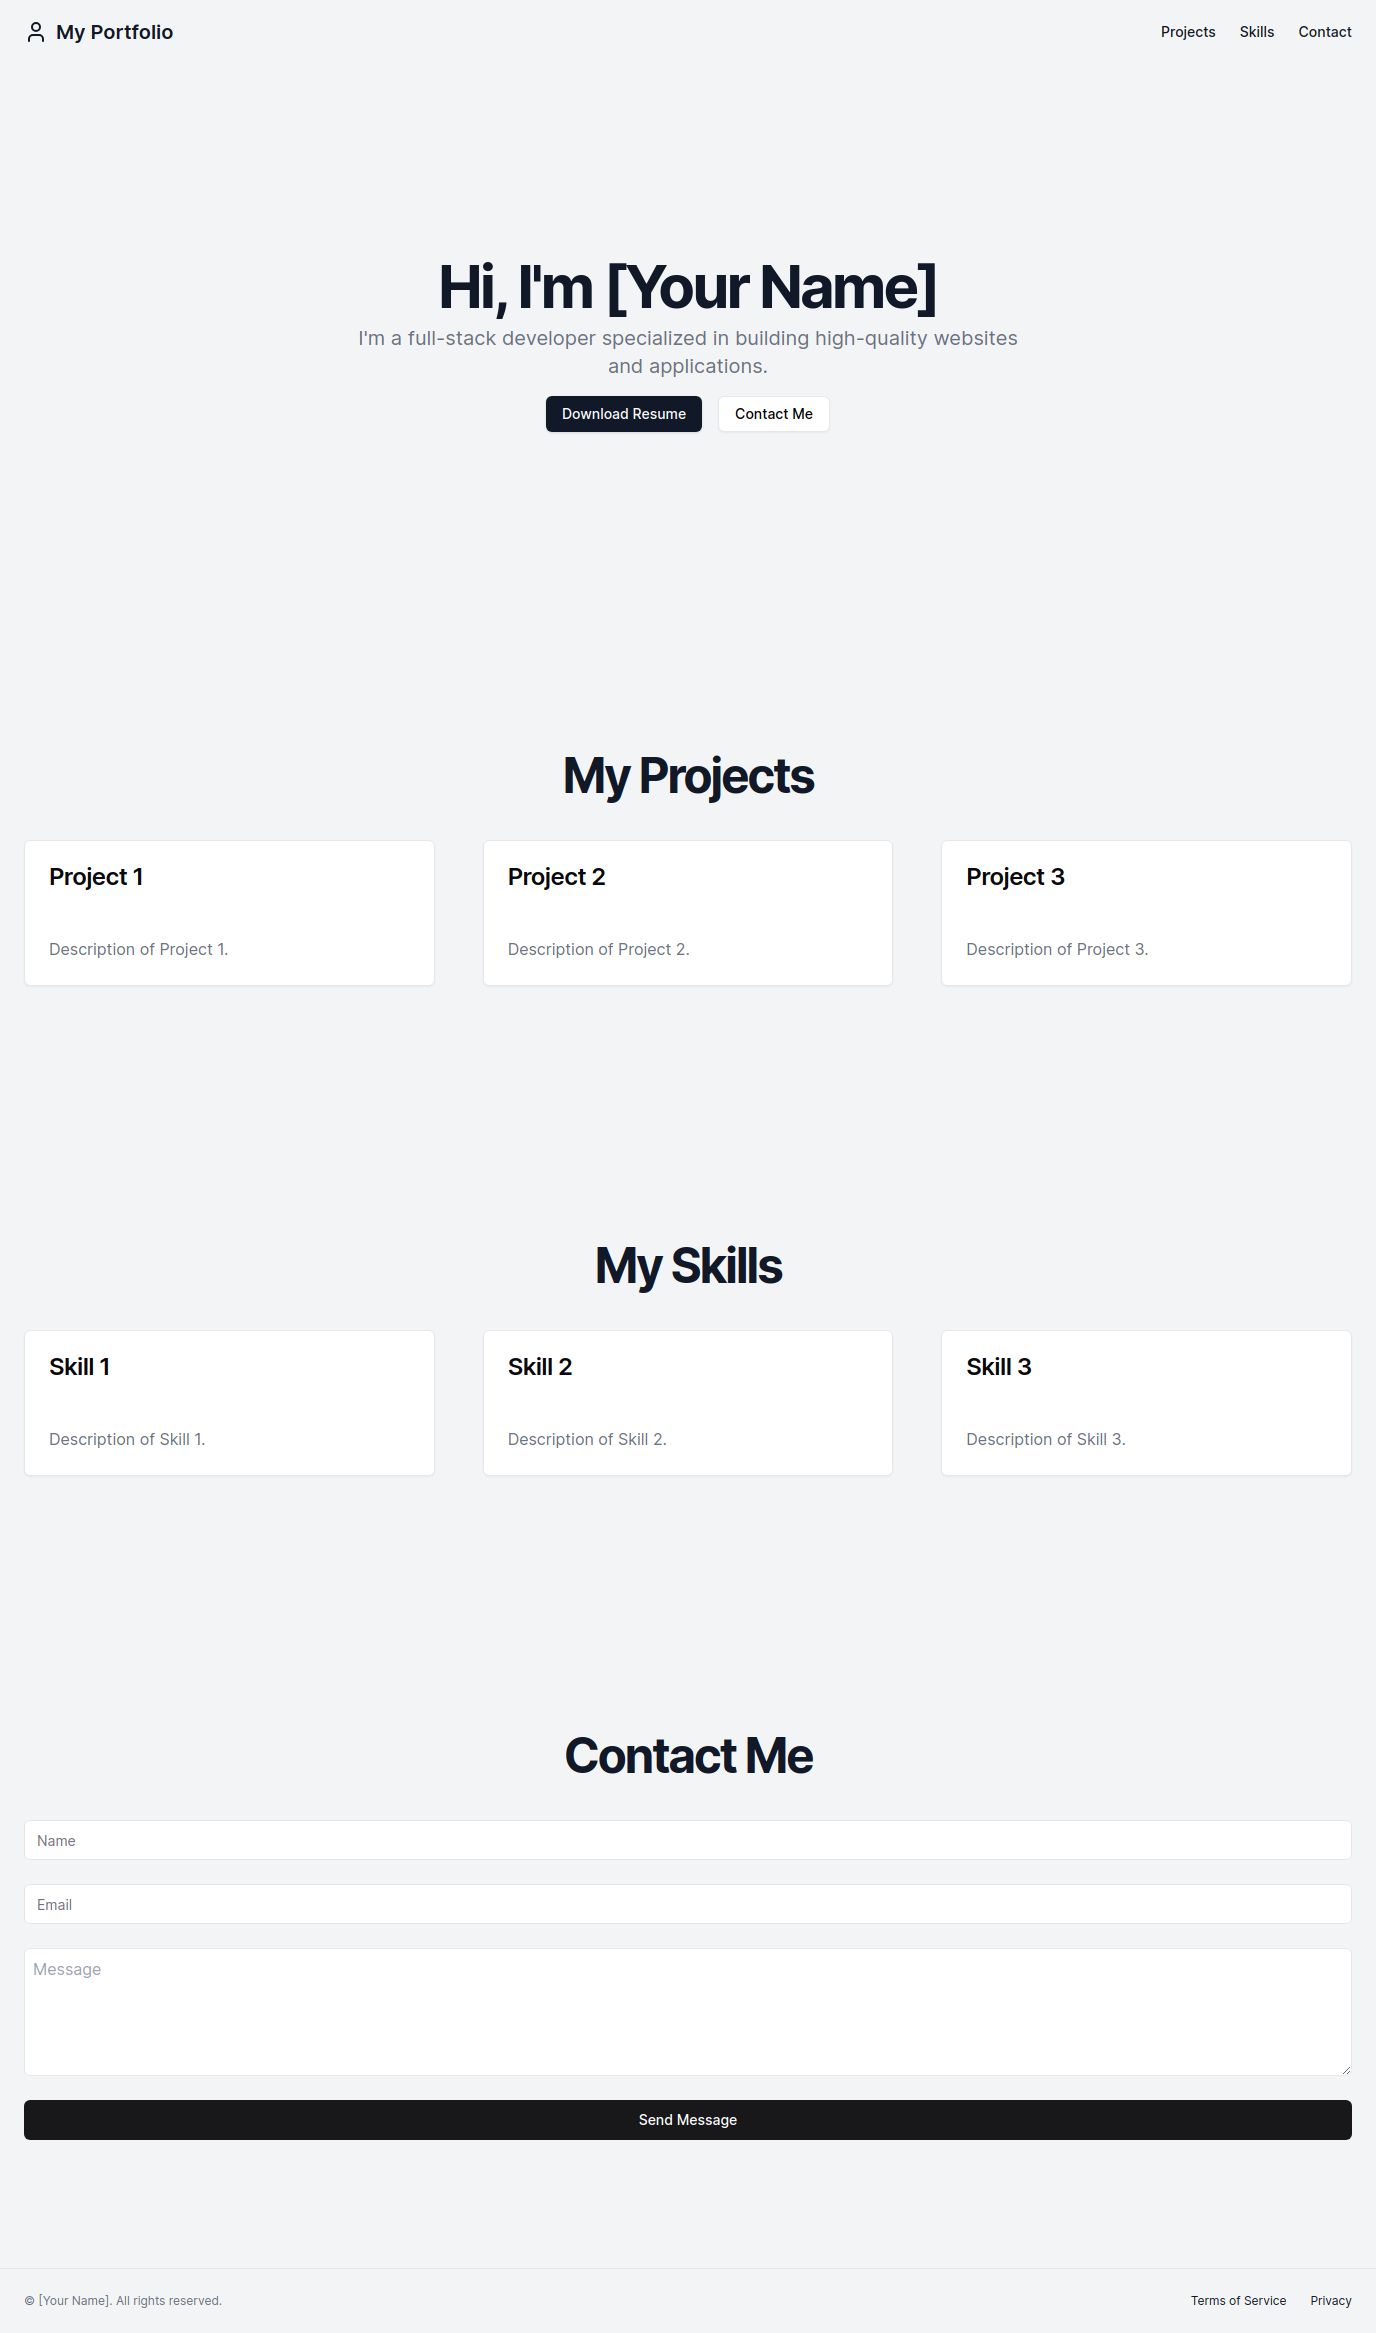 My Portfolio
Projects Skills Contact
Hi, I'm [Your Name]
I'm a full-stack developer specialized in building high-quality websites
and applications.
Download Resume Contact Me
My Projects
Project 1
Description of Project 1.
Project 2
Description of Project 2.
Project 3
Description of Project 3.
My Skills
Skill 1
Description of Skill 1.
Skill 2
Description of Skill 2.
Skill 3
Description of Skill 3.
Contact Me
Name
Email
Message
Send Message
© [Your Name]. All rights reserved.
Terms of Service Privacy